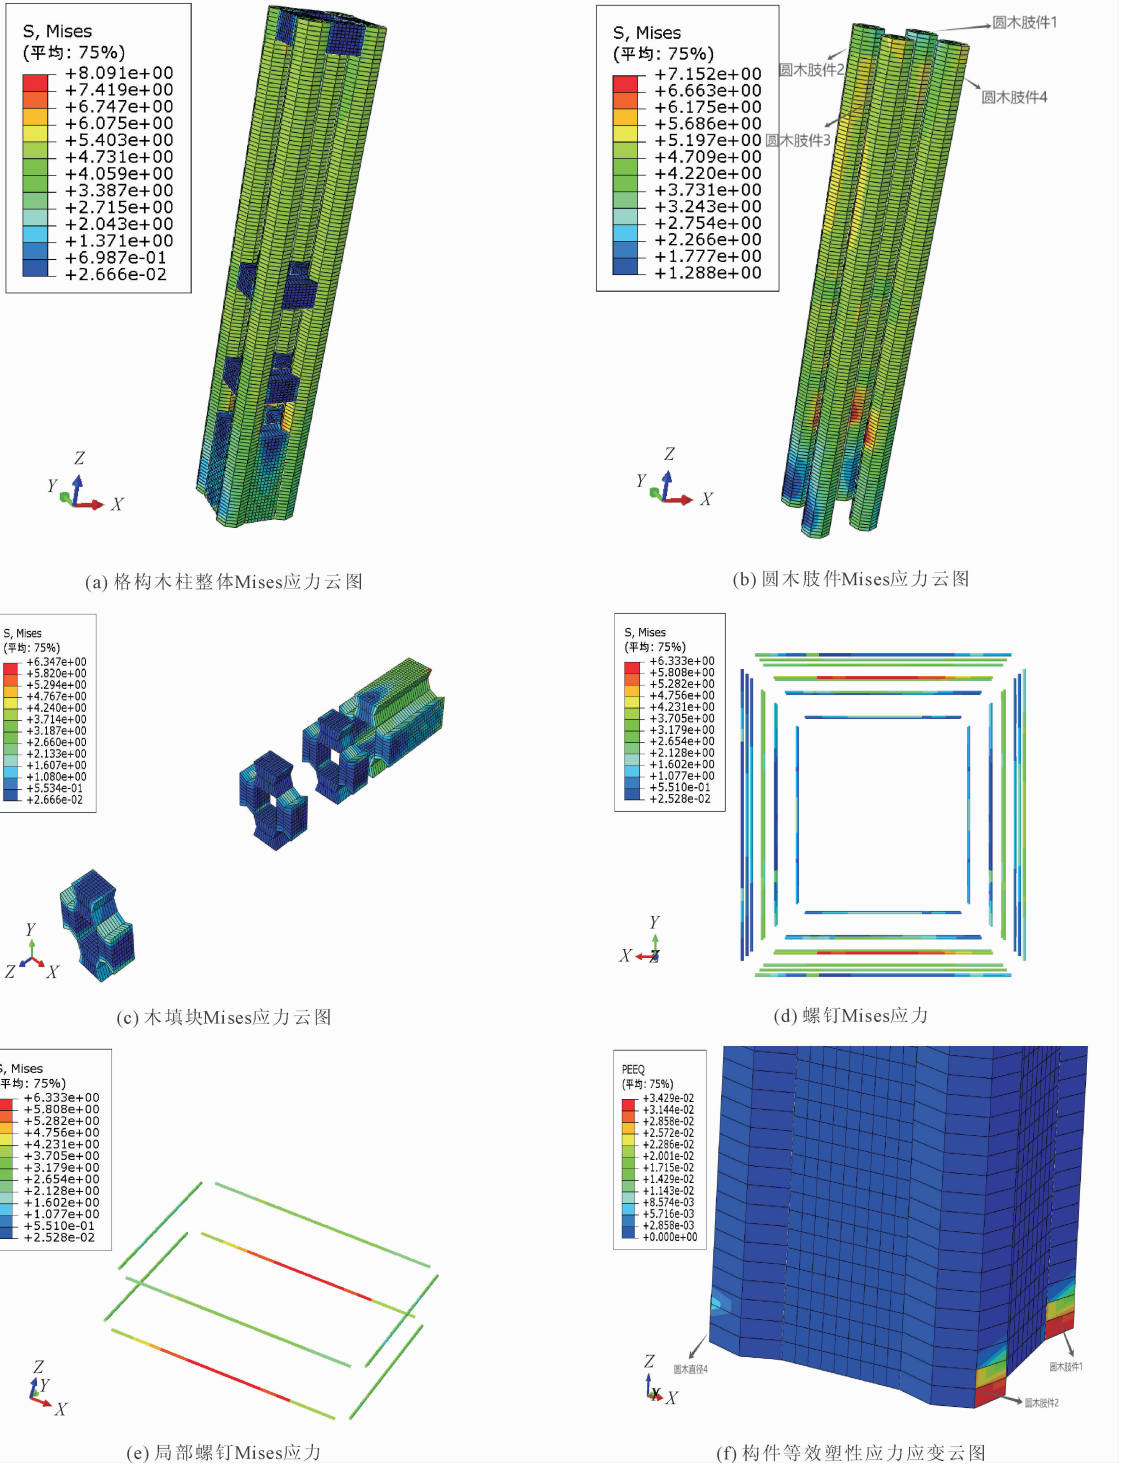 S, Mises
(平均: 75%)
+8.091e+00
+7.419e+00
+6.747e+00
+6.075e+00
+5.403e+00
+4.731e+00
+4.059e+00
+3.387e+00
+2.715e+00
+2.043e+00
+1.371e+00
+6.987e-01
+2.666e-02
Z
Y
X
(a) 格构木柱整体Mises应力云图
S, Mises
(平均: 75%)
+7.152e+00
+6.663e+00
+6.175e+00
+5.686e+00
+5.197e+00
+4.709e+00
+4.220e+00
+3.731e+00
+3.243e+00
+2.754e+00
+2.266e+00
+1.777e+00
+1.288e+00
圆木肢件1
圆木肢件2
圆木肢件4
圆木肢件3
Z
Y
X
(b) 圆木肢件Mises应力云图
S, Mises
(平均: 75%)
+6.347e+00
+5.820e+00
+5.294e+00
+4.767e+00
+4.240e+00
+3.714e+00
+3.187e+00
+2.660e+00
+2.133e+00
+1.607e+00
+1.080e+00
+5.534e-01
+2.666e-02
Y
Z
X
(c) 木填块Mises应力云图
S, Mises
(平均: 75%)
+6.333e+00
+5.808e+00
+5.282e+00
+4.756e+00
+4.231e+00
+3.705e+00
+3.179e+00
+2.654e+00
+2.128e+00
+1.602e+00
+1.077e+00
+5.510e-01
+2.528e-02
Y
X
Z
(d) 螺钉Mises应力
S, Mises
平均: 75%)
+6.333e+00
+5.808e+00
+5.282e+00
+4.756e+00
+4.231e+00
+3.705e+00
+3.179e+00
+2.654e+00
+2.128e+00
+1.602e+00
+1.077e+00
+5.510e-01
+2.528e-02
Z
Y
X
(e) 局部螺钉Mises应力
PEEQ
(平均: 75%)
+3.429e-02
+3.144e-02
+2.858e-02
+2.572e-02
+2.286e-02
+2.001e-02
+1.715e-02
+1.429e-02
+1.143e-02
+8.574e-03
+5.716e-03
+2.858e-03
+0.000e+00
圆木直径4
圆木肢件1
圆木肢件2
Z
Y
X
(f) 构件等效塑性应力应变云图